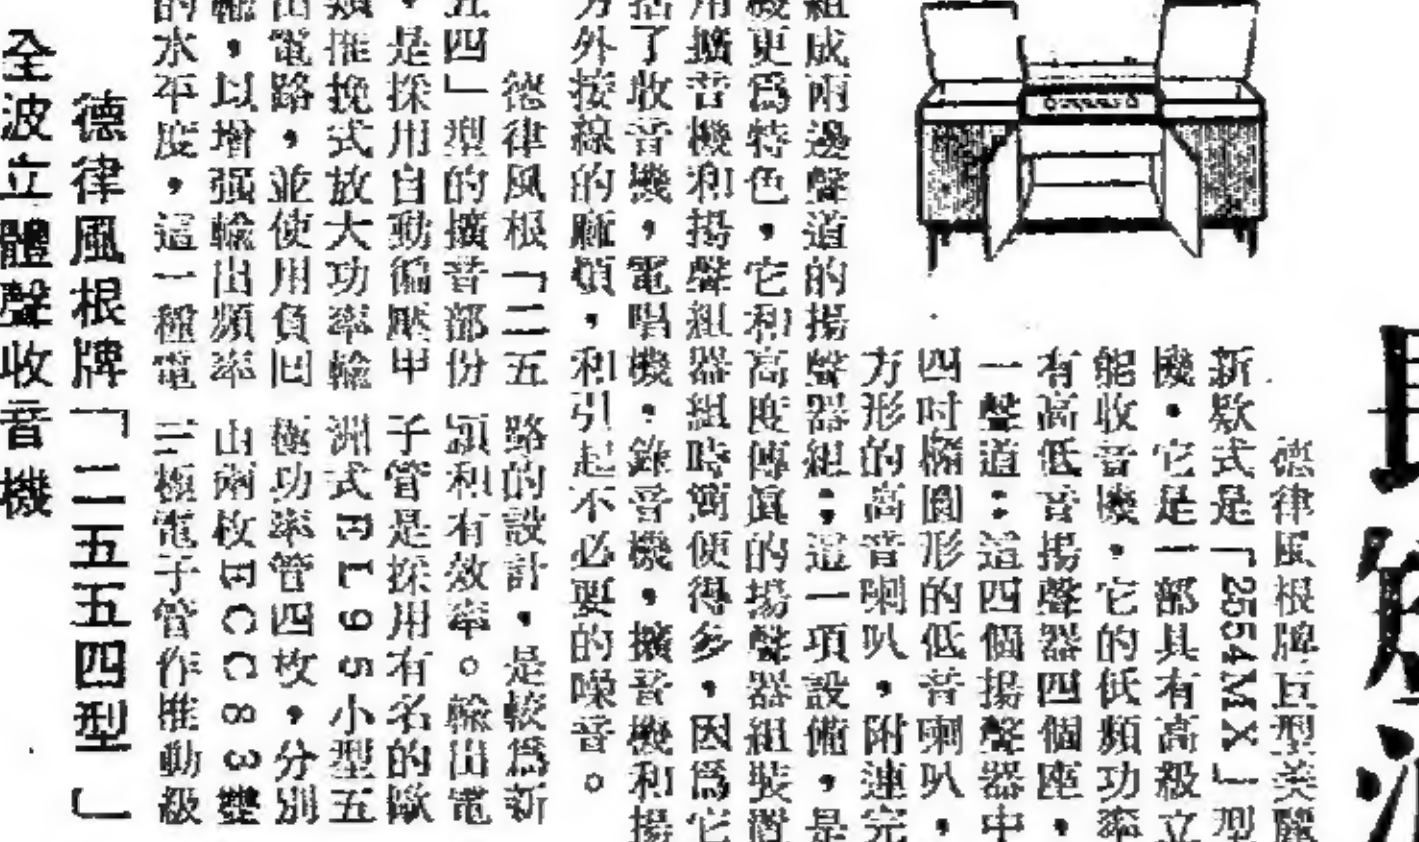 德律風根牌巨型美麗
新欵式是「2554MX」型
機,它是一部具有高級立
能收音機,它的低頻功率
有高低音揚聲器四個座,
一聲道;這四個揚聲器中
四吋橢圓形的低音喇叭,
方形的高音喇叭,附連完
組成兩邊聲道的揚聲器組;這一項設備,是
機更爲特色,它和高度傳眞的揚聲器組裝置
用擴音機和揚聲組器組時簡便得多,因爲它
括了收音機,電唱機,錄音機,擴音機和揚
方外接線的麻煩,和引起不必要的噪音。
德律風根「二五
五四」型的擴音部份
,是採用自動偏壓甲
類推挽式放大功率輸
出電路,並使用負回
輸,以增强輸出頻率
的水平度,這一種電
路的設計,是較爲新
頴和有效率。輸出電
子管是採用有名的歐
洲式EL95小型五
極功率管四枚,分別
由兩枚ECC83雙
三極電子管作推動級
德律風根牌「二五五四型」
全波立體聲收音機